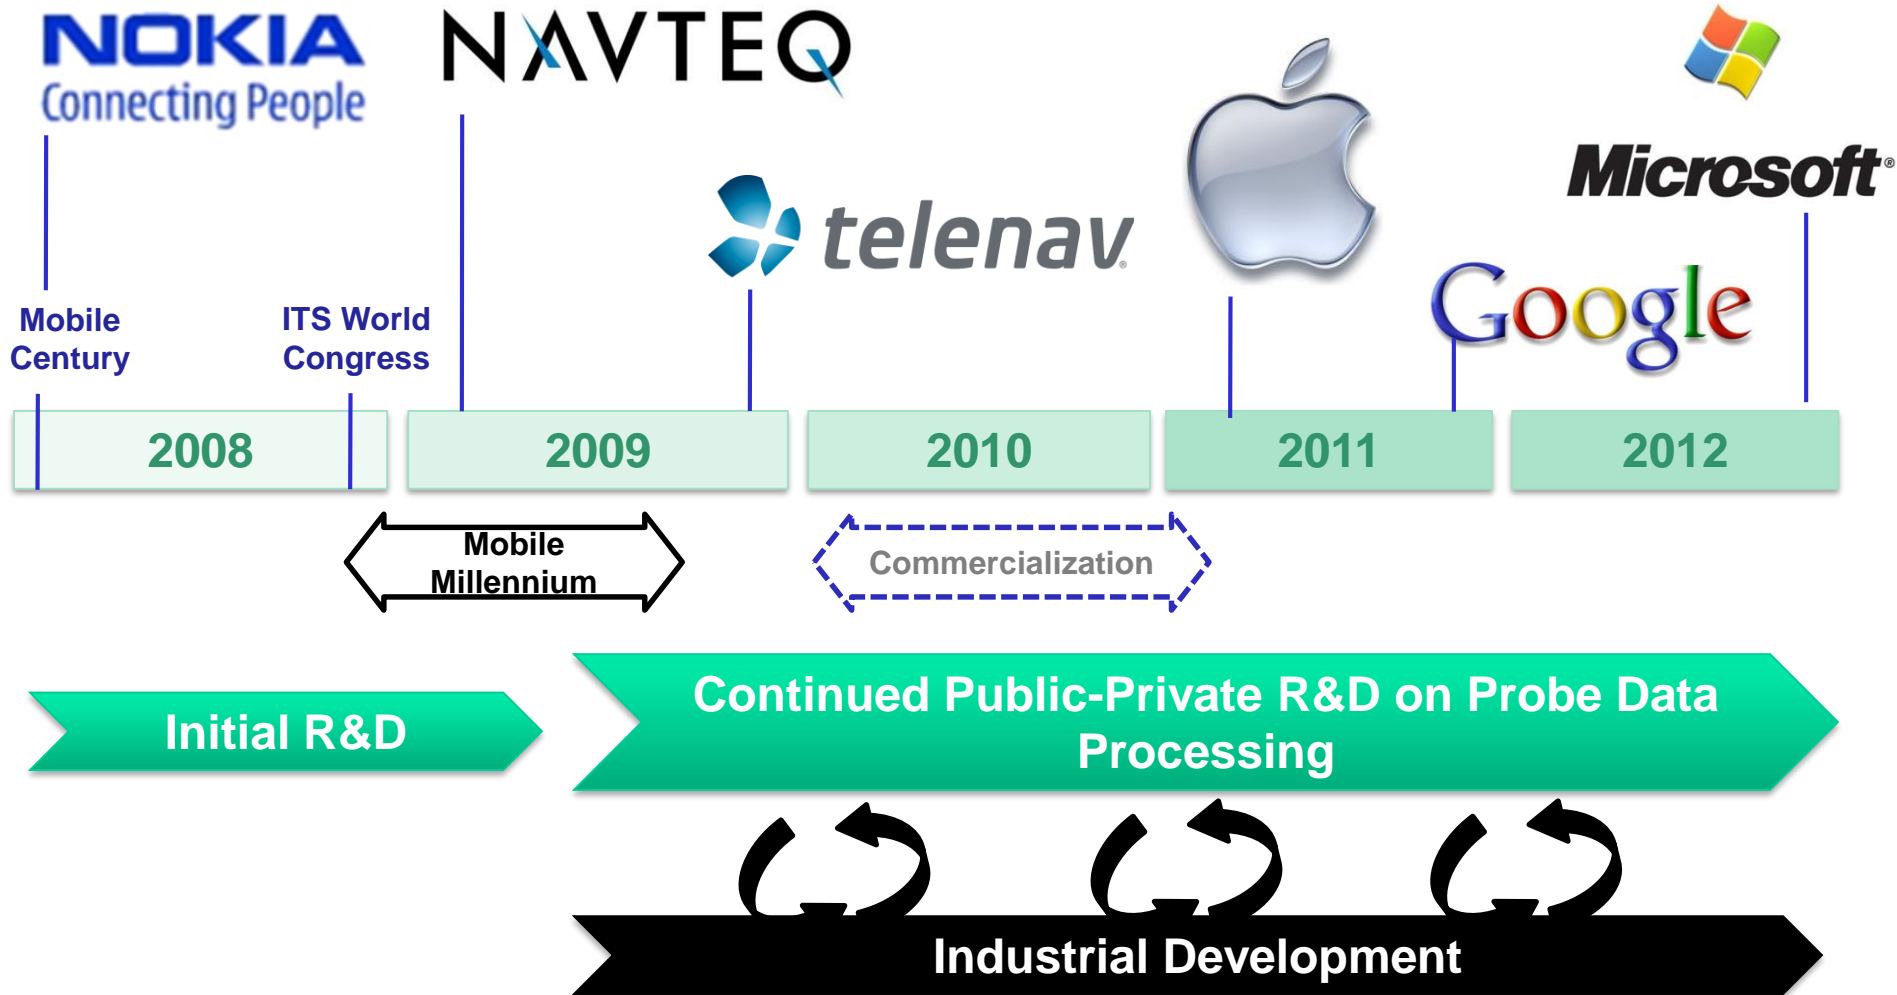 NOKIA
Connecting People
NAVTEQ
Microsoft®
telenav®
Google
Mobile
Century
ITS World
Congress
2008
2009
2010
2011
2012
Mobile
Millennium
Commercialization
Initial R&D
Continued Public-Private R&D on Probe Data
Processing
Industrial Development